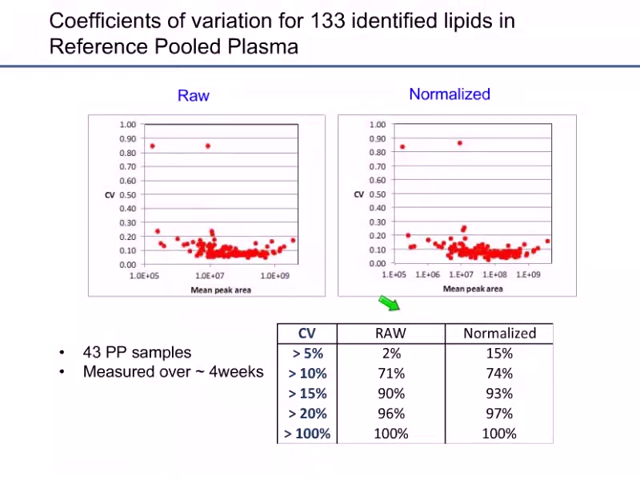 Coefficients of variation for 133 identified lipids in
Reference Pooled Plasma
Raw
1.00
0.90
0.80
0.70
0.60
CV 0.50
0.40
0.30
0.20
0.10
0.00
1.0E+05 1.0E+07 1.0E+09
Mean peak area
Normalized
1.00
0.90
0.80
0.70
0.60
CV 0.50
0.40
0.30
0.20
0.10
0.00
1.E+05 1.E+06 1.E+07 1.E+08 1.E+09
Mean peak area
• 43 PP samples
• Measured over ~ 4weeks
CV RAW Normalized
> 5% 2% 15%
> 10% 71% 74%
> 15% 90% 93%
> 20% 96% 97%
> 100% 100% 100%